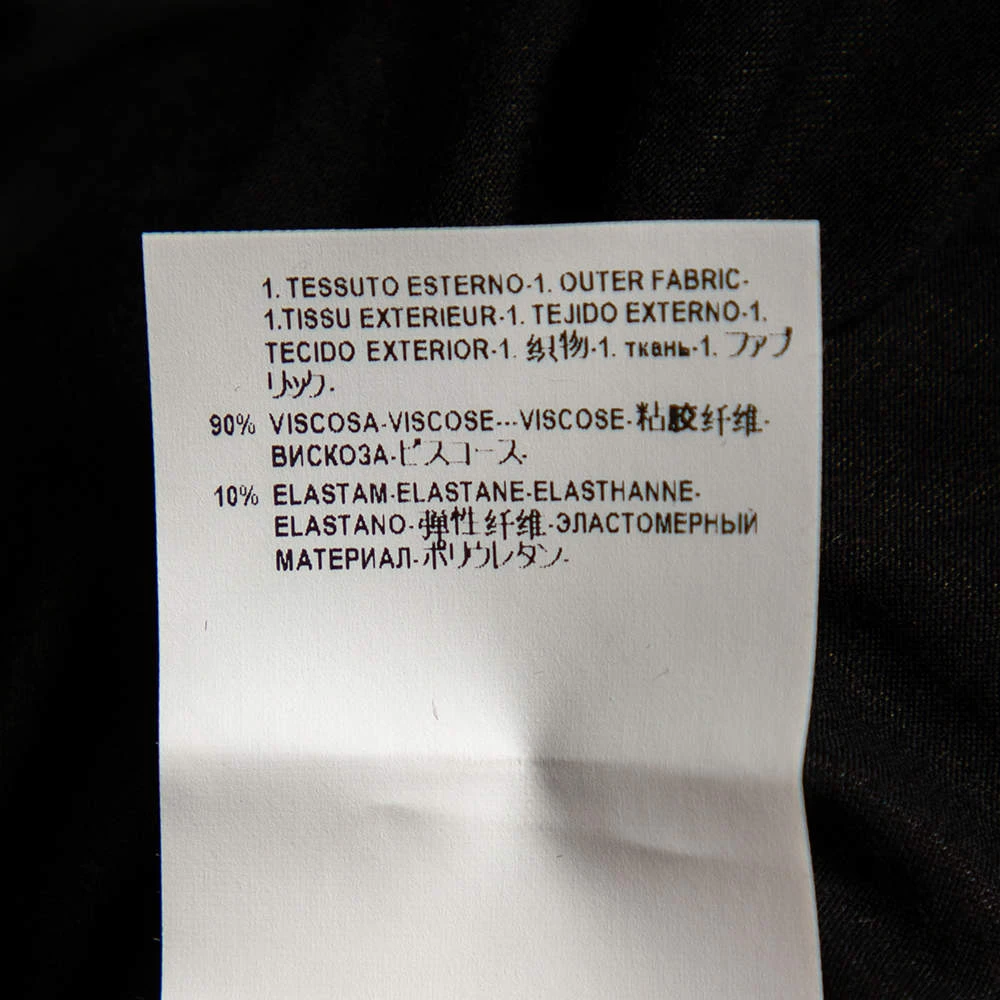 1. TESSUTO ESTERNO-1. OUTER FABRIC-
1.TISSU EXTERIEUR-1. TEJIDO EXTERNO-1.
TECIDO EXTERIOR-1. 织物-1. ткань-1. ファブ
リック.
90% VISCOSA-VISCOSE---VISCOSE-粘胶纤维-
ВИСКОЗА-ビスコース-
10% ELASTAM-ELASTANE-ELASTHANNE-
ELASTANO-弹性纤维-ЭЛАСТОМЕРНЫЙ
МАТЕРИАЛ-ポリウレタン-